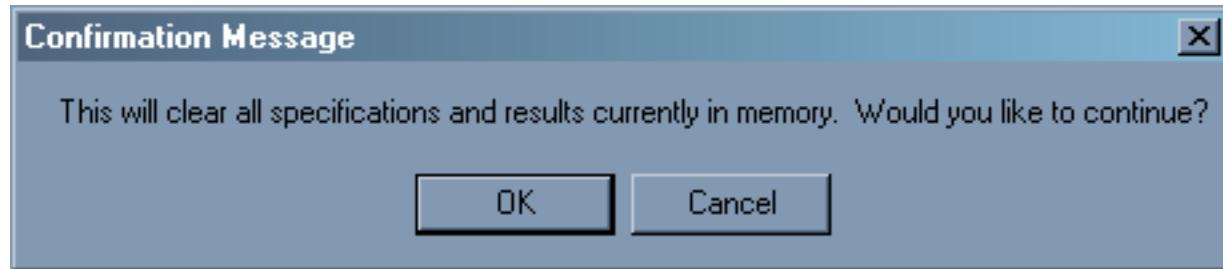 Confirmation Message
This will clear all specifications and results currently in memory.  Would you like to continue?
OK
Cancel